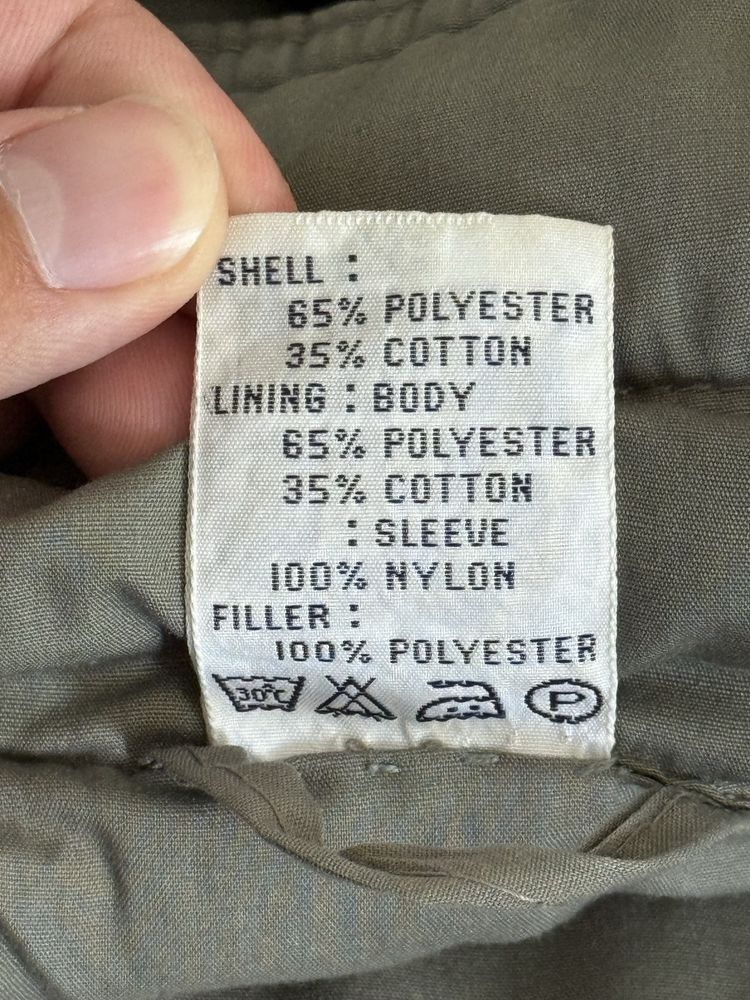 SHELL :
65% POLYESTER
35% COTTON
LINING : BODY
65% POLYESTER
35% COTTON
: SLEEVE
100% NYLON
FILLER :
100% POLYESTER
30°C P